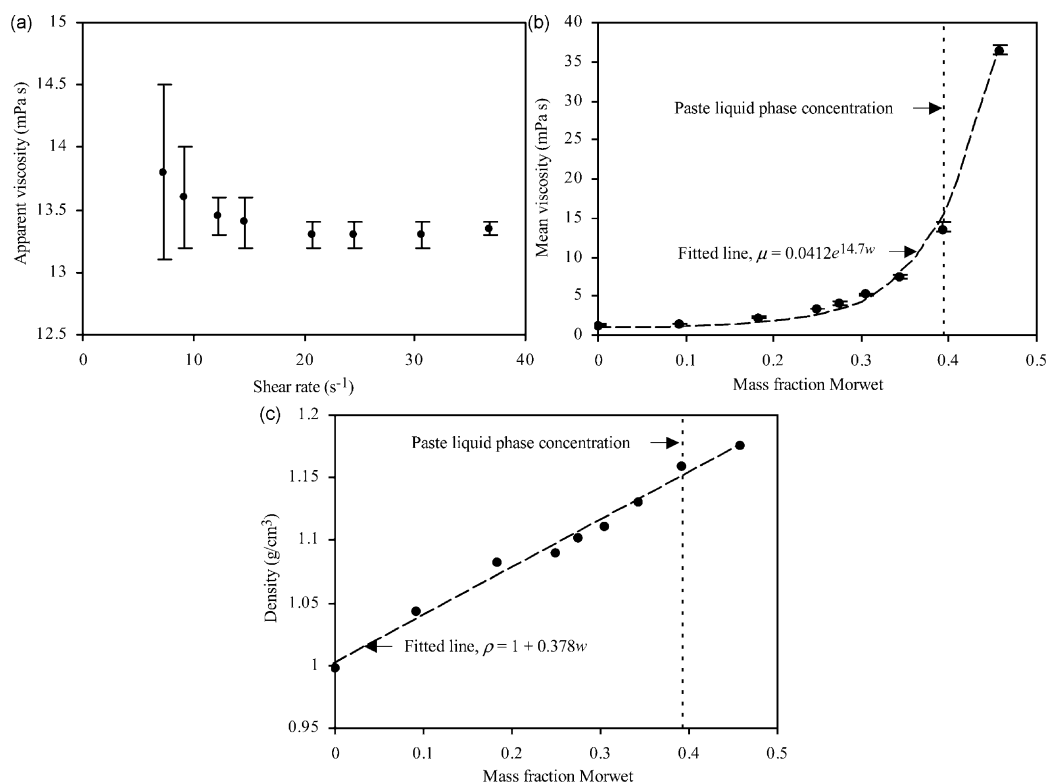 (a)
15
14.5
14
13.5
13
12.5
Apparent viscosity (mPa s)
0
10
20
30
40
Shear rate (s-1)
(b)
40
35
30
25
20
15
10
5
0
Mean viscosity (mPa s)
Paste liquid phase concentration
Fitted line, μ = 0.0412e14.7w
0
0.1
0.2
0.3
0.4
0.5
Mass fraction Morwet
(c)
1.2
1.15
1.1
1.05
1
0.95
Density (g/cm3)
Paste liquid phase concentration
Fitted line, ρ = 1 + 0.378w
0
0.1
0.2
0.3
0.4
0.5
Mass fraction Morwet